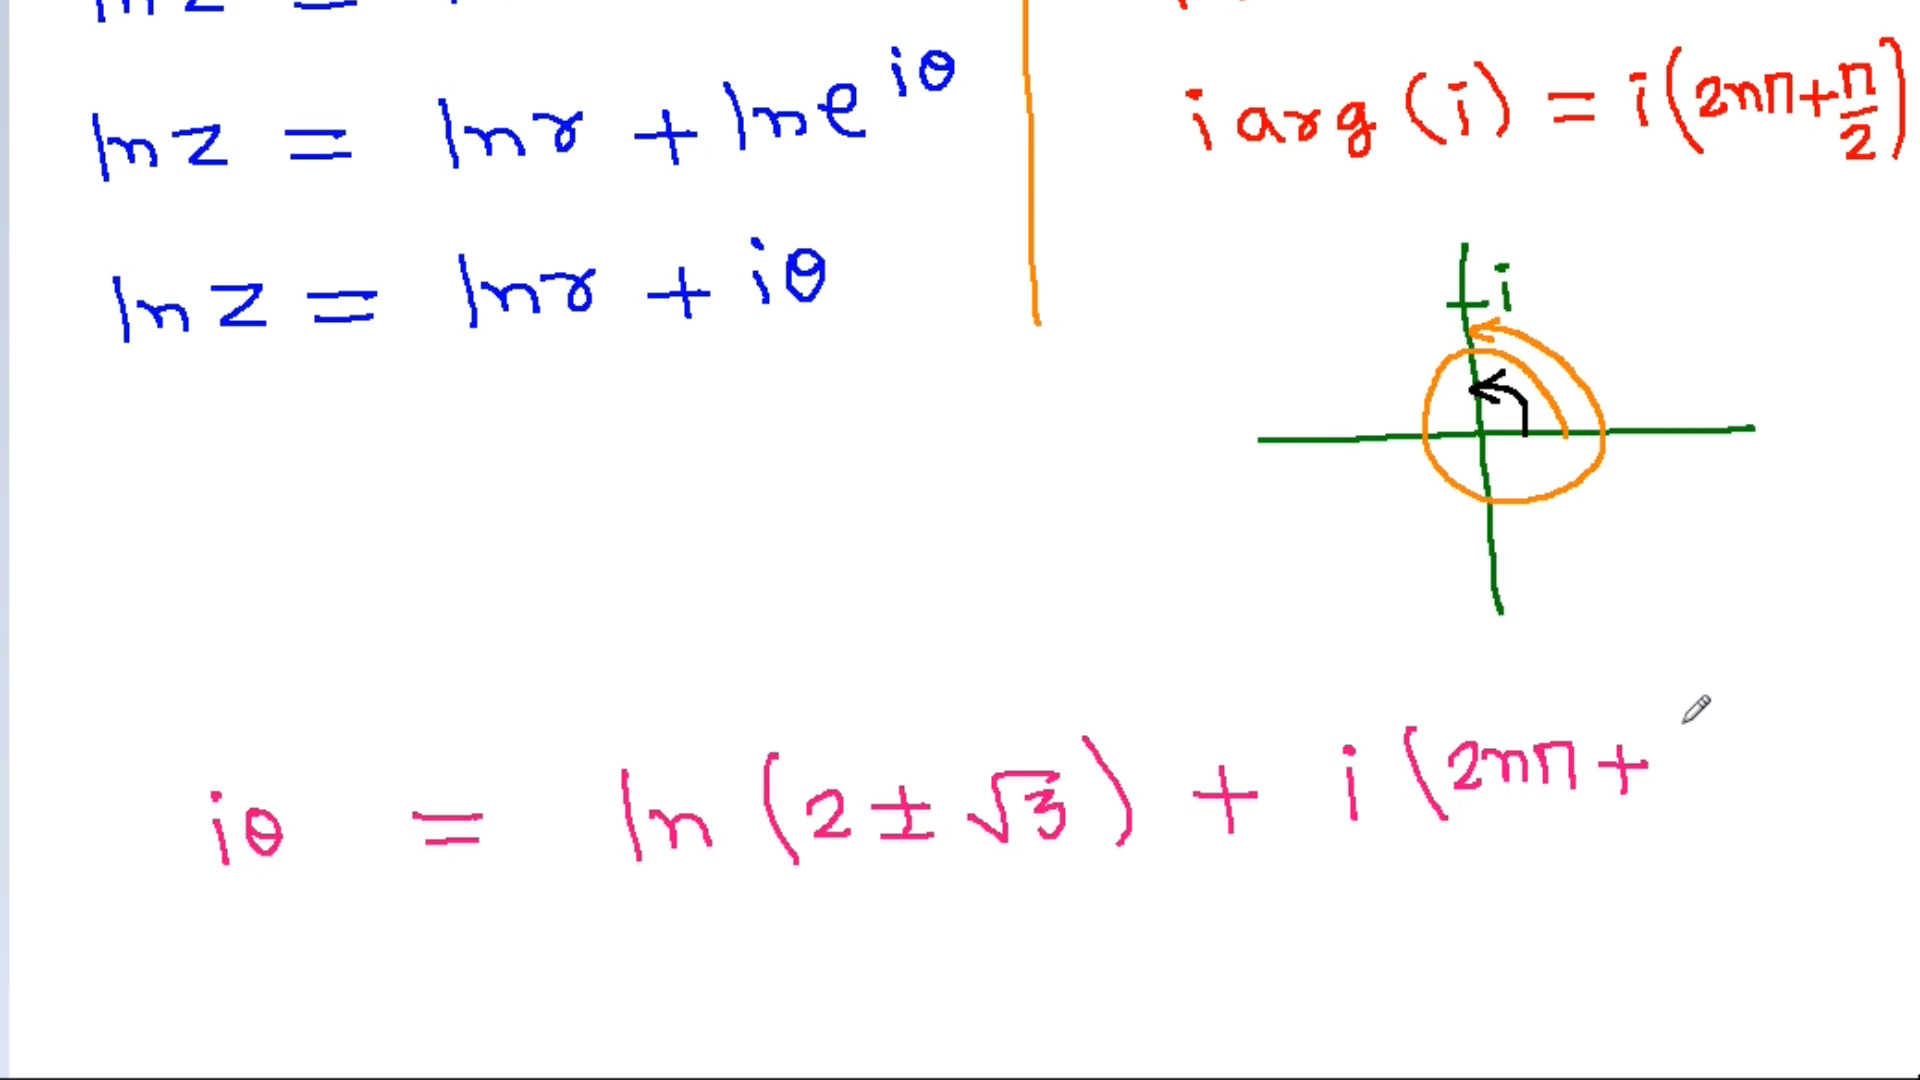 ln z = ln r + ln e^{iθ}
ln z = ln r + iθ
i arg (i) = i(2nπ + π/2)
i
iθ = ln (2 ± √3) + i (2nπ +